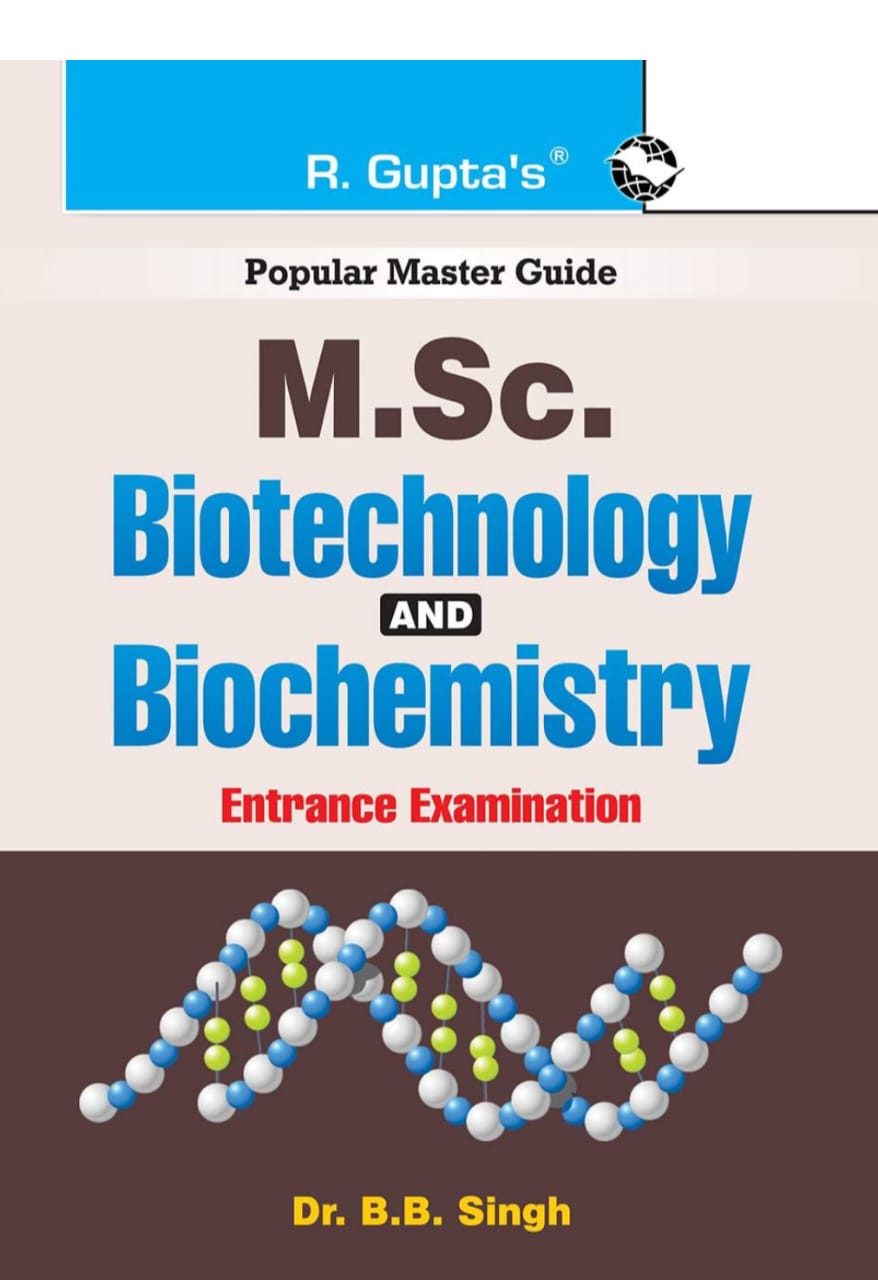 R. Gupta's®
Popular Master Guide
M.Sc.
Biotechnology
AND
Biochemistry
Entrance Examination
Dr. B.B. Singh